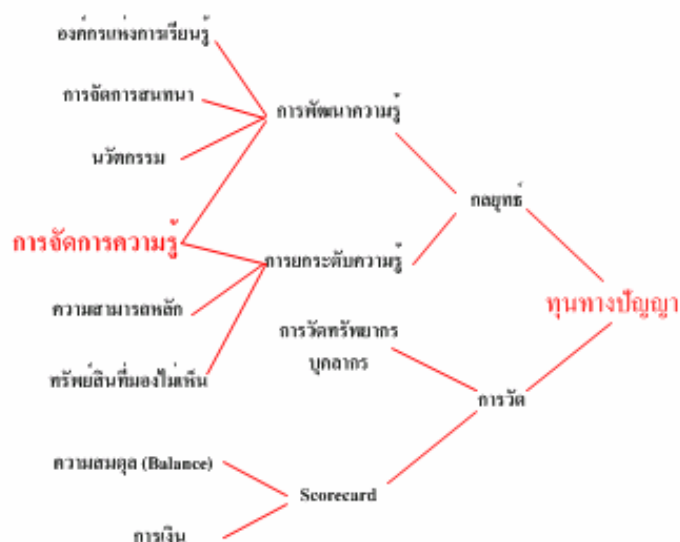 องค์กรแห่งการเรียนรู้
การจัดการสนทนา
การพัฒนาความรู้
นวัตกรรม
กลยุทธ์
การจัดการความรู้
การยกระดับความรู้
ทุนทางปัญญา
ความสามารถหลัก
การวัดทรัพยากร
บุคลากร
ทรัพย์สินที่มองไม่เห็น
การวัด
ความสมดุล (Balance)
Scorecard
การเงิน